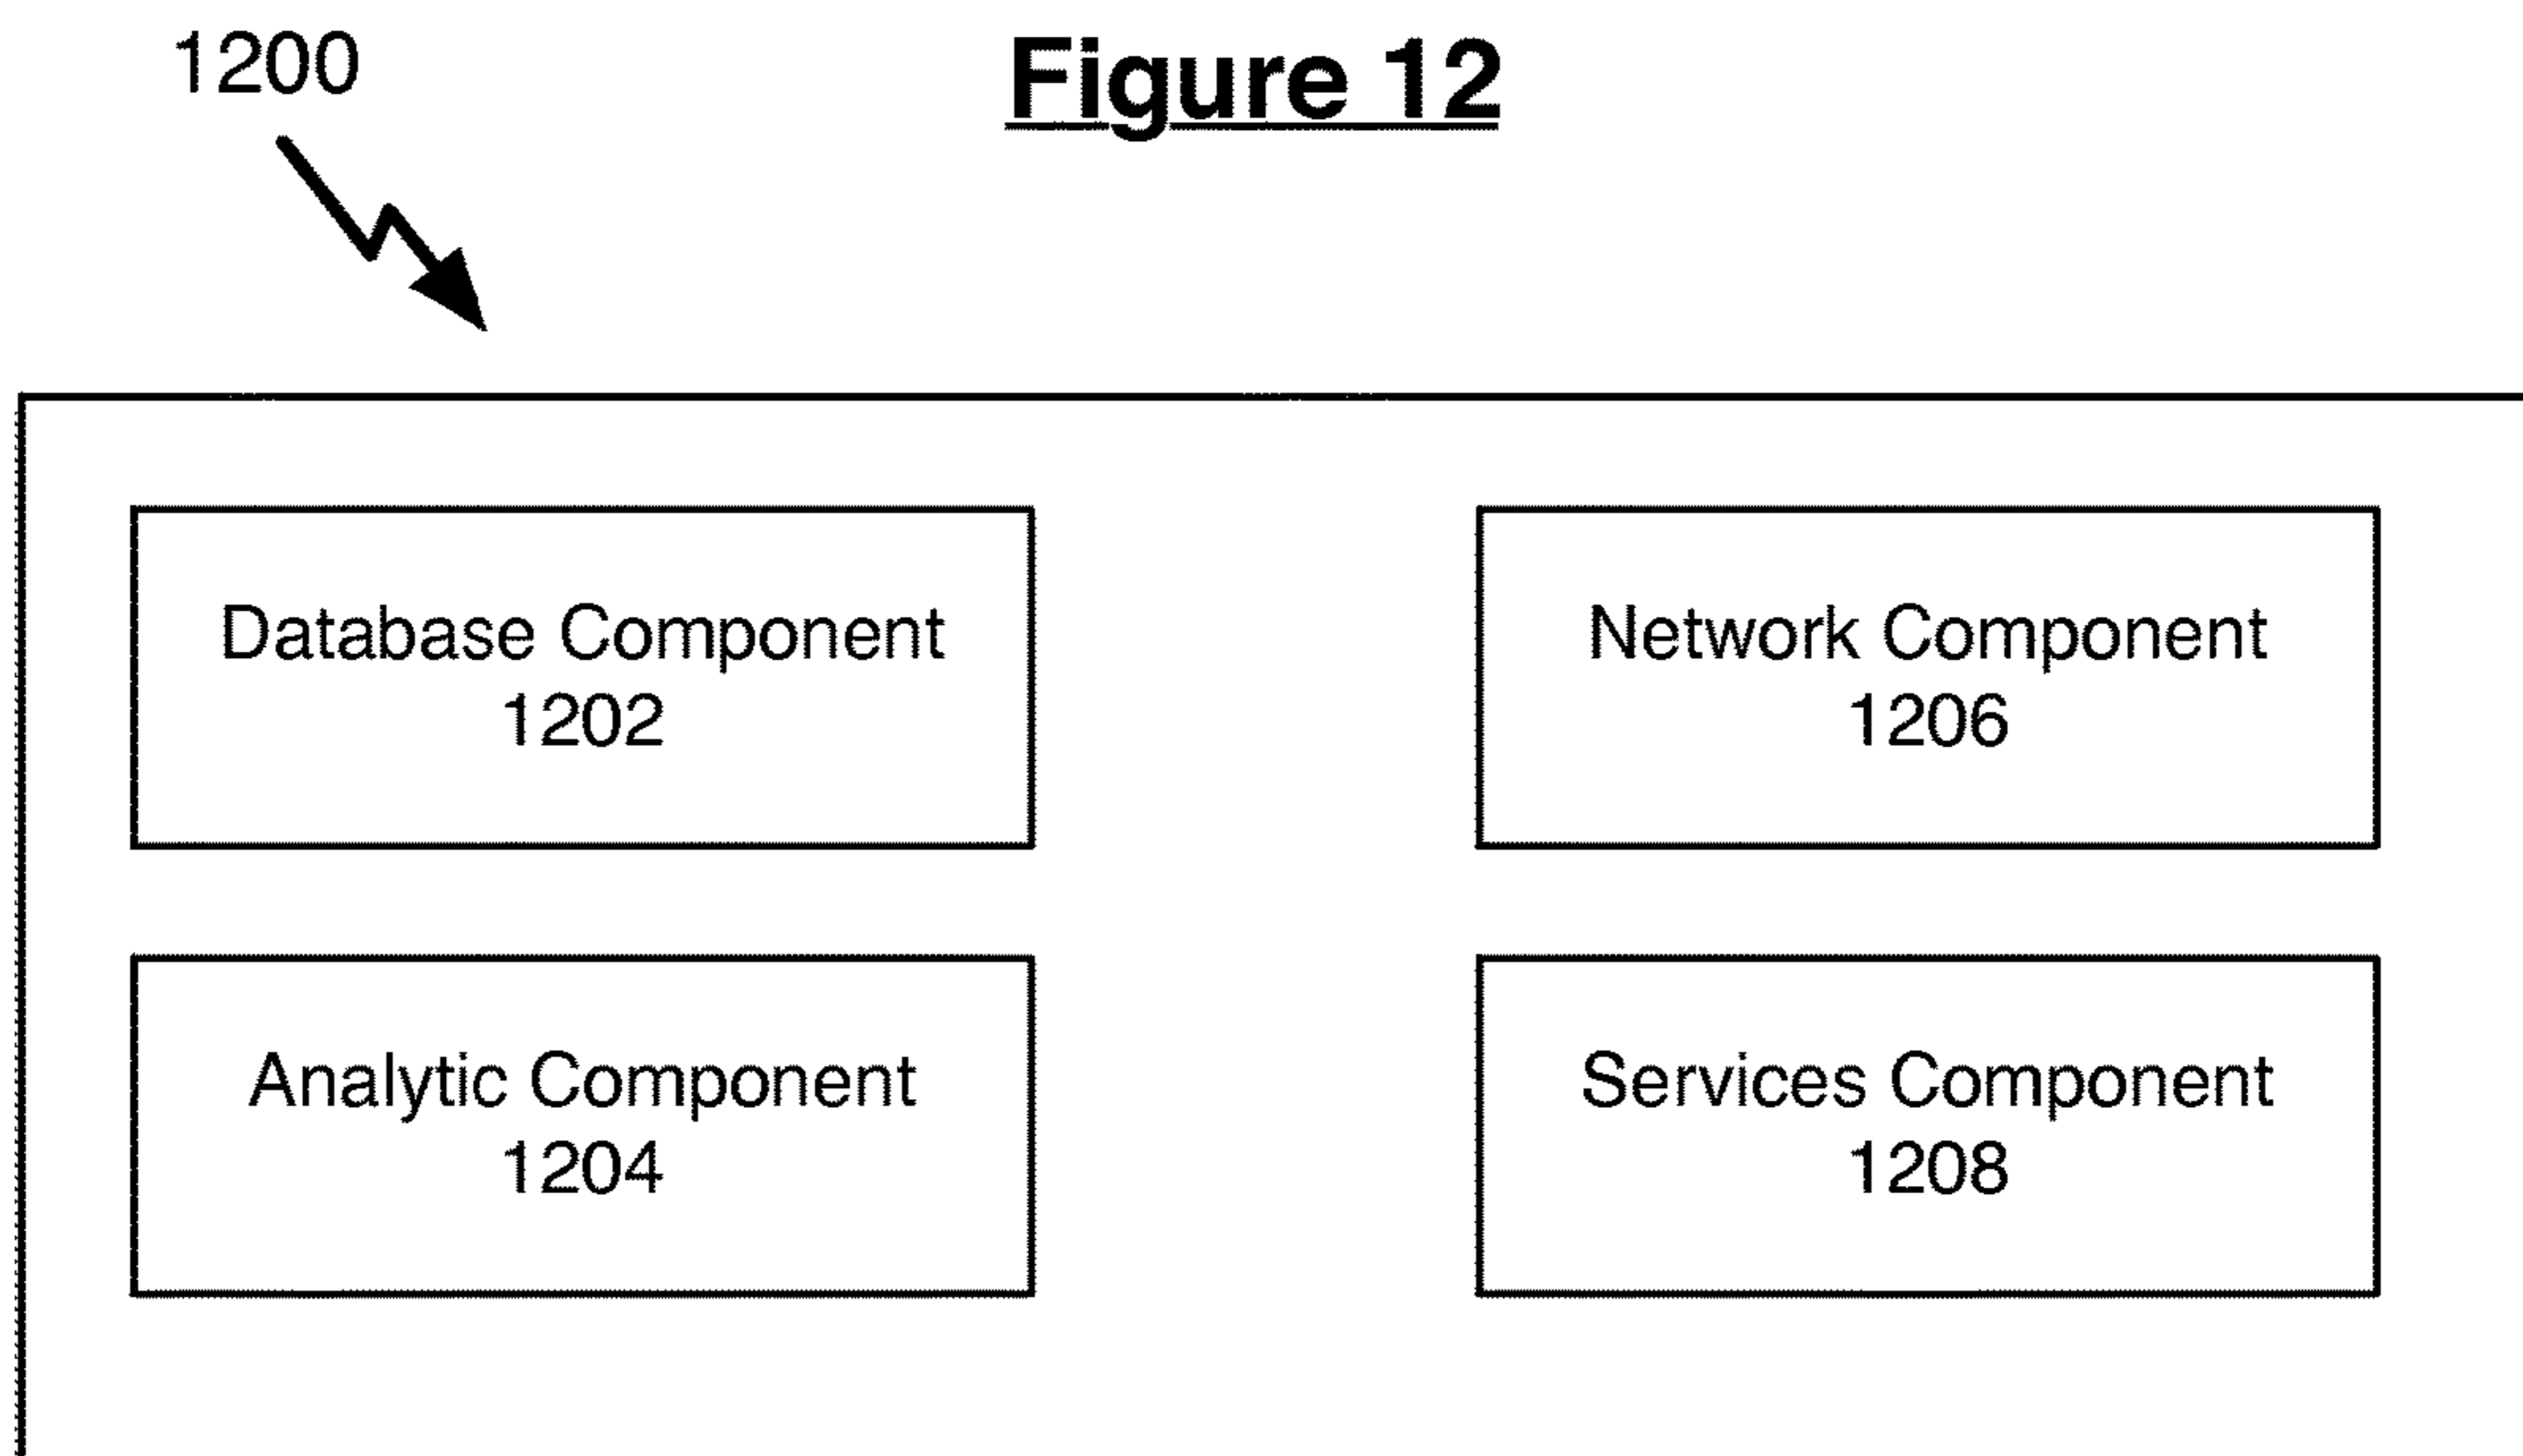 1200
Figure 12
Database Component
1202
Network Component
1206
Analytic Component
1204
Services Component
1208